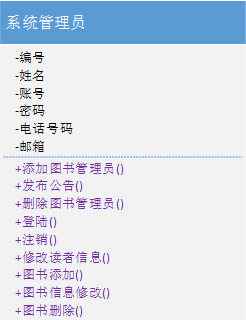 系统管理员
-编号
-姓名
-账号
-密码
-电话号码
-邮箱
+添加图书管理员()
+发布公告()
+删除图书管理员()
+登陆()
+注销()
+修改读者信息()
+图书添加()
+图书信息修改()
+图书删除()